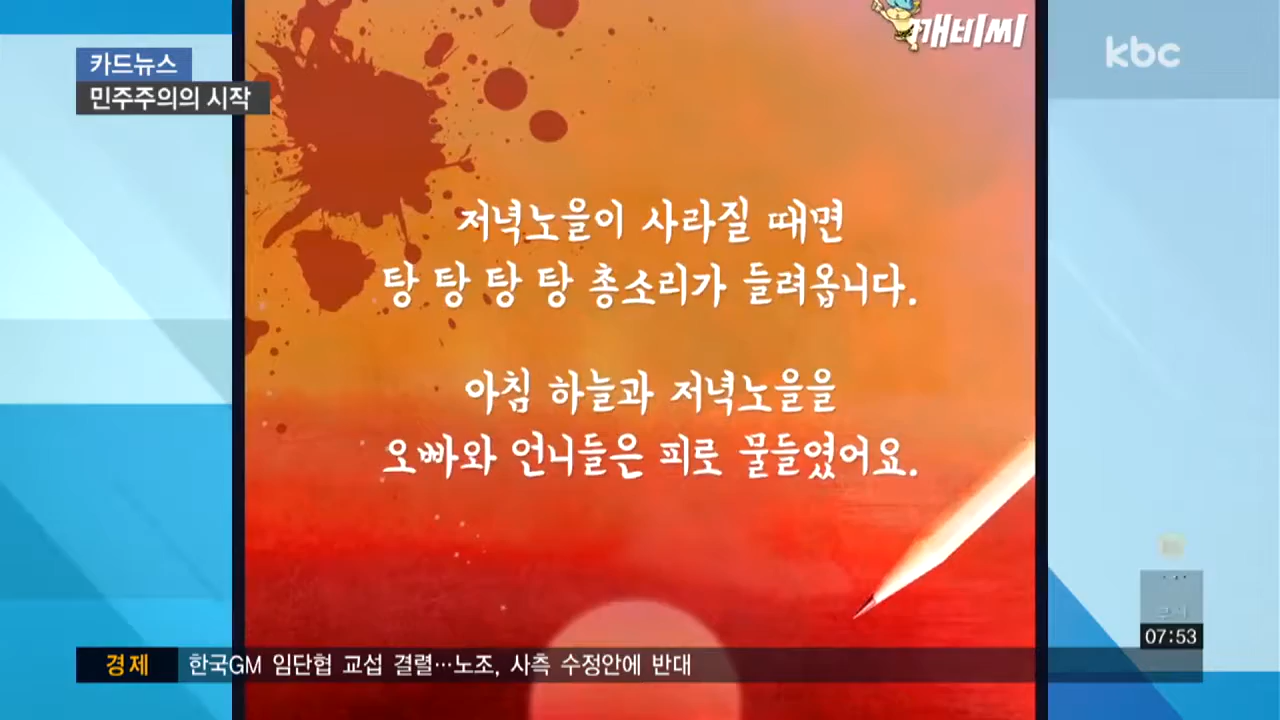 깨비씨
kbc
카드뉴스
민주주의의 시작
저녁노을이 사라질 때면
탕 탕 탕 탕 총소리가 들려옵니다.
아침 하늘과 저녁노을을
오빠와 언니들은 피로 물들였어요.
07:53
경제 한국GM 임단협 교섭 결렬…노조, 사측 수정안에 반대